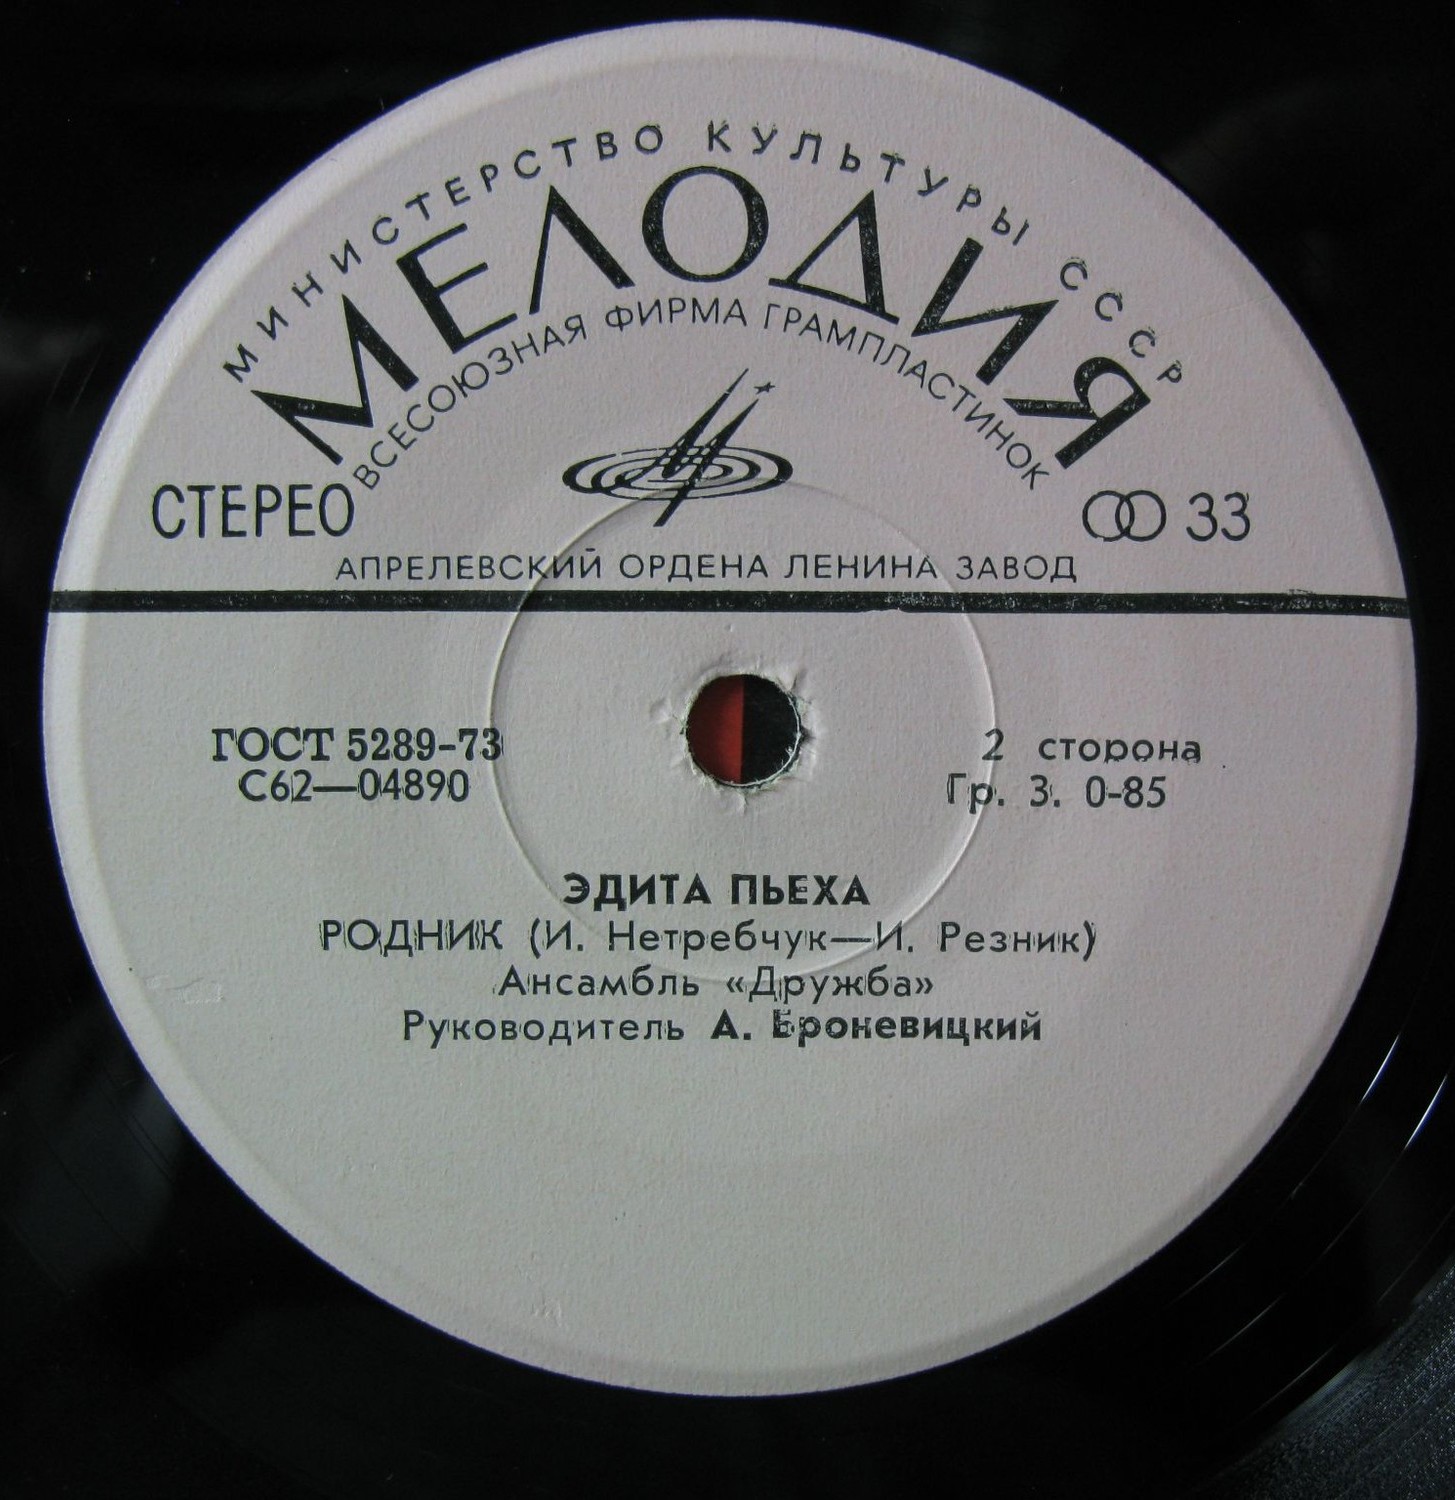 МИНИСТЕРСТВО КУЛЬТУРЫ СССР
МЕЛОДИЯ
ВСЕСОЮЗНАЯ ФИРМА ГРАМПЛАСТИНОК
СТЕРЕО
33
АПРЕЛЕВСКИЙ ОРДЕНА ЛЕНИНА ЗАВОД
ГОСТ 5289-73
С62—04890
2 сторона
Гр. 3. 0-85
ЭДИТА ПЬЕХА
РОДНИК (И. Нетребчук—И. Резник)
Ансамбль «Дружба»
Руководитель А. Броневицкий